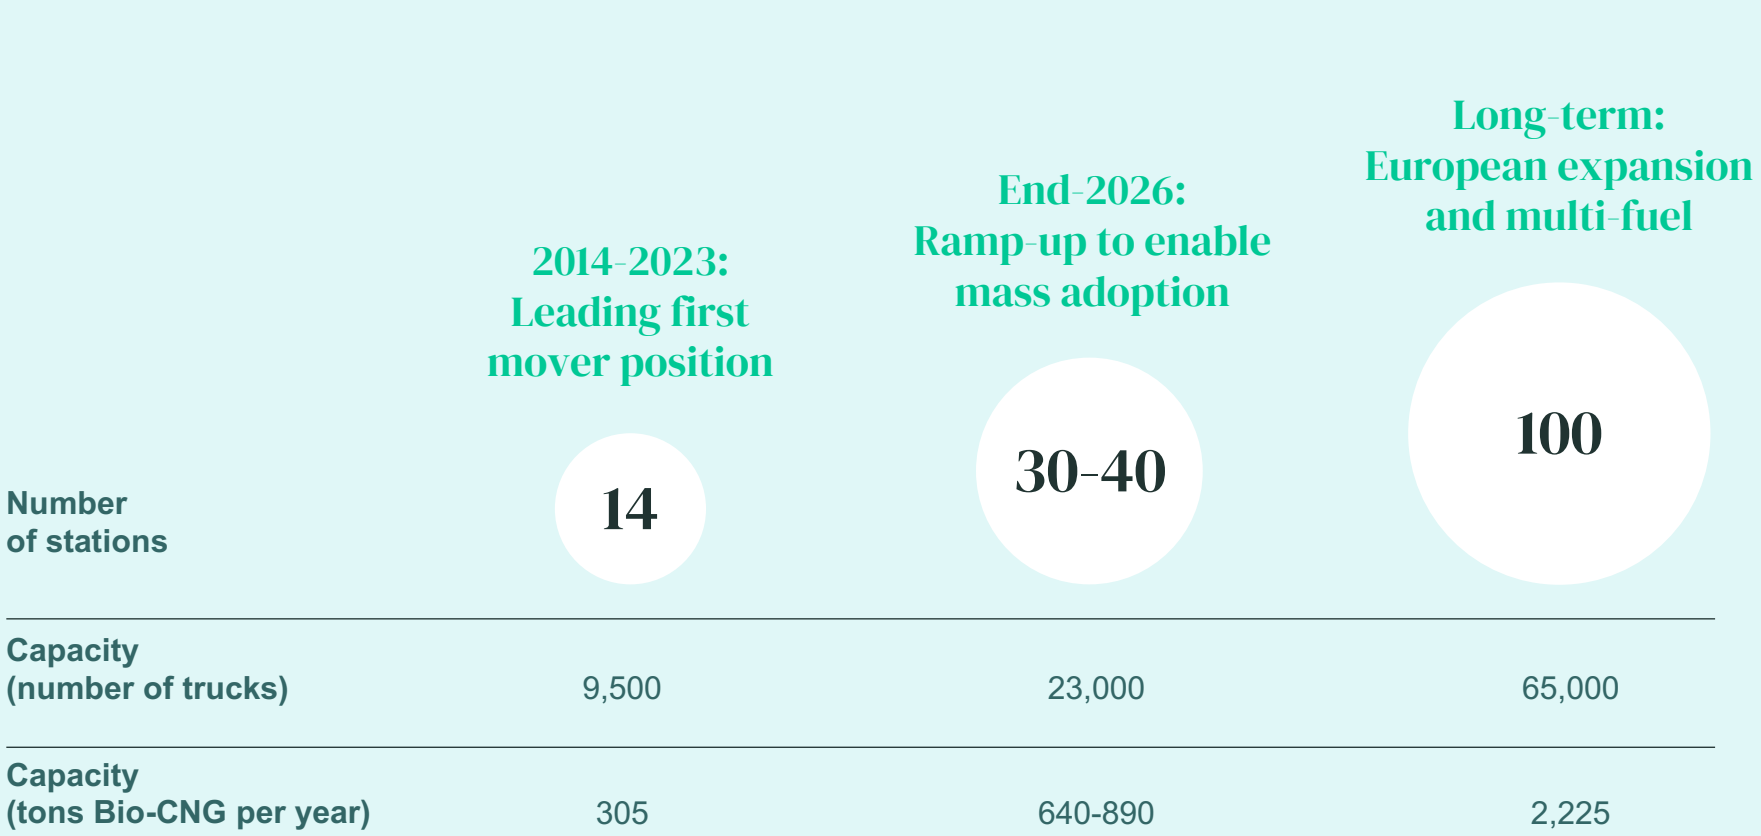 2014-2023:
Leading first
mover position
End-2026:
Ramp-up to enable
mass adoption
Long-term:
European expansion
and multi-fuel
Number
of stations
14
30-40
100
Capacity
(number of trucks)
9,500
23,000
65,000
Capacity
(tons Bio-CNG per year)
305
640-890
2,225